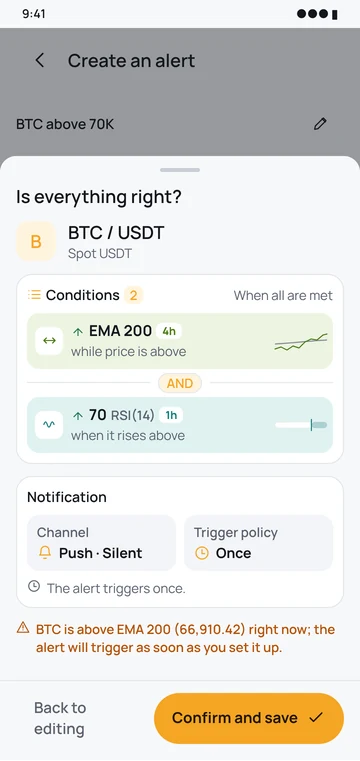 9:41
Create an alert
BTC above 70K
Is everything right?
B
BTC / USDT
Spot USDT
Conditions 2
When all are met
EMA 200 4h
while price is above
AND
70 RSI(14) 1h
when it rises above
Notification
Channel
Push · Silent
Trigger policy
Once
The alert triggers once.
BTC is above EMA 200 (66,910.42) right now; the
alert will trigger as soon as you set it up.
Back to
editing
Confirm and save